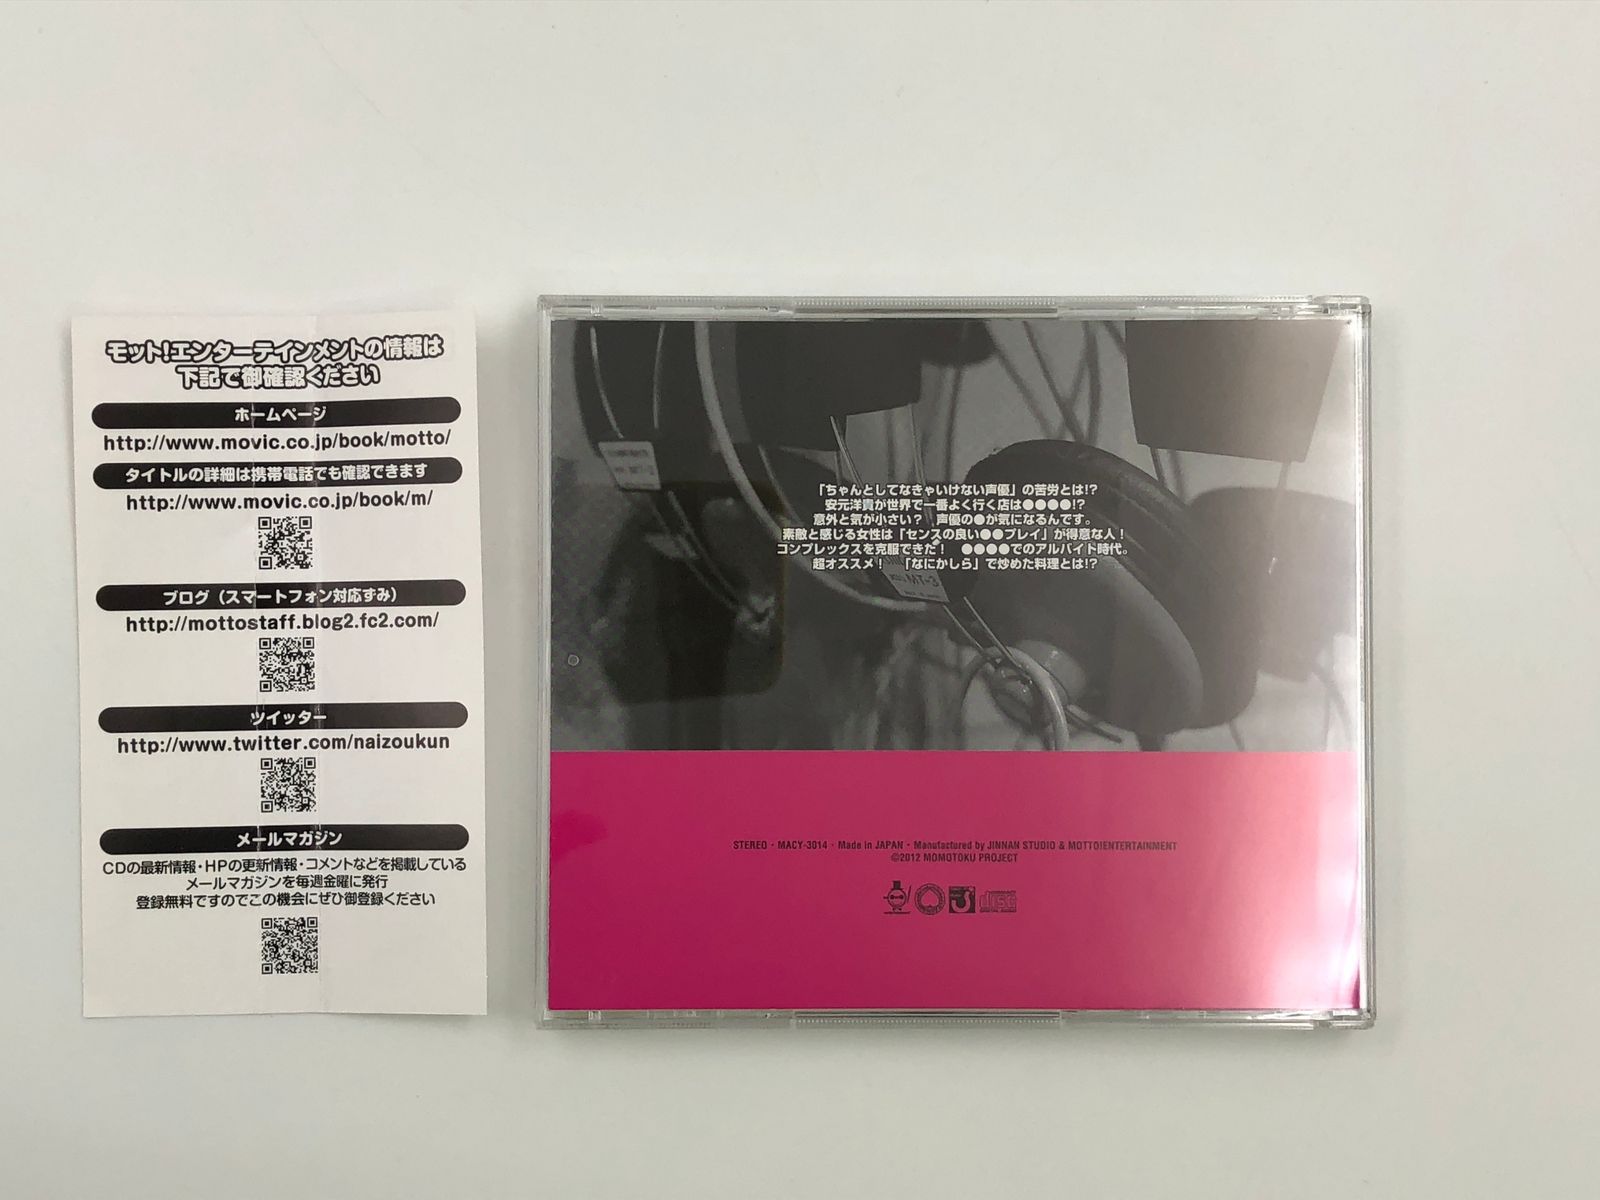 モット!エンターテインメントの情報は
下記で御確認ください
ホームページ
http://www.movic.co.jp/book/motto/
タイトルの詳細は携帯電話でも確認できます
http://www.movic.co.jp/book/m/
ブログ（スマートフォン対応ずみ）
http://mottostaff.blog2.fc2.com/
ツイッター
http://www.twitter.com/naizoukun
メールマガジン
CDの最新情報・HPの更新情報・コメントなどを掲載している
メールマガジンを毎週金曜に発行
登録無料ですのでこの機会にぜひ御登録ください
「ちゃんとしてなきゃいけない声優」の苦労とは!?
安元洋貴が世界で一番よく行く店は●●●●!?
意外と気が小さい？　声優の●が気になるんです。
素敵と感じる女性は「センスの良い●●プレイ」が得意な人！
コンプレックスを克服できた！　●●●●でのアルバイト時代。
超オススメ！　「なにかしら」で炒めた料理とは!?
MT-3
STEREO・MACY-3014・Made in JAPAN・Manufactured by JINNAN STUDIO & MOTTO!ENTERTAINMENT
©2012 MOMOTOKU PROJECT
disc